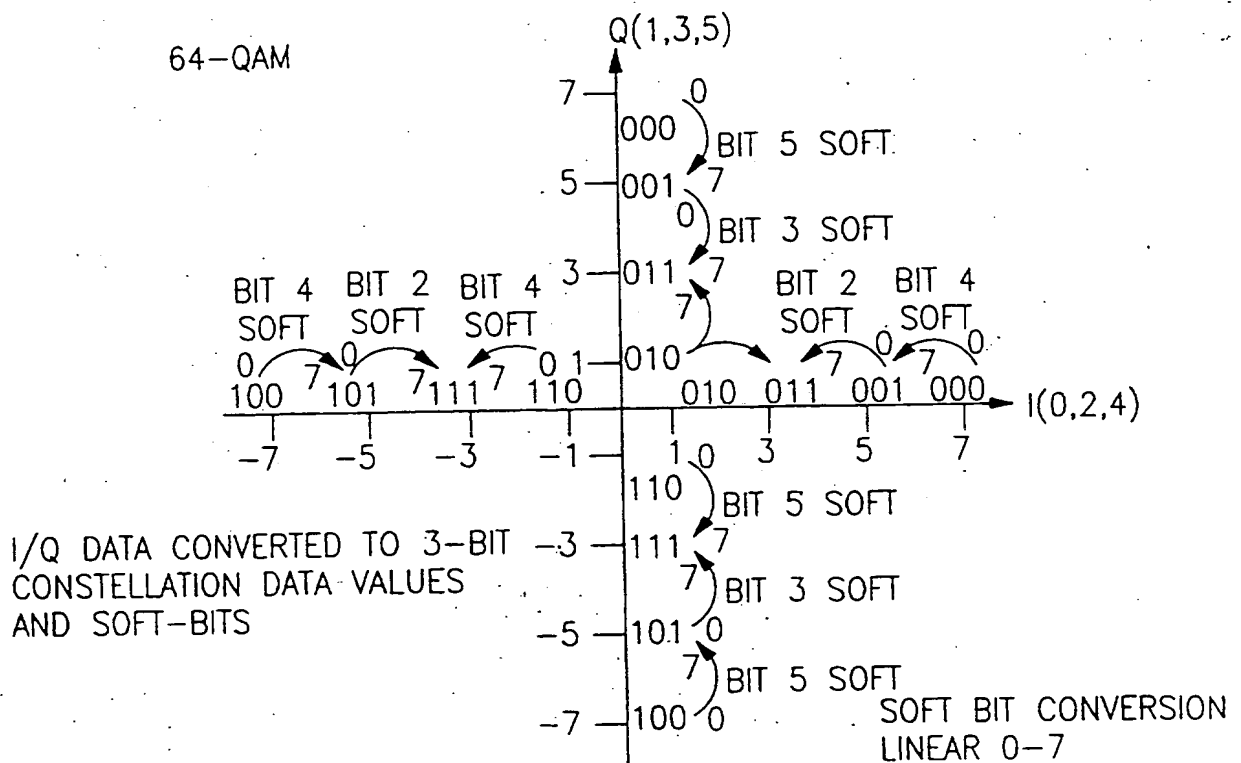 Q(1,3,5)
64-QAM
7 0
000 BIT 5 SOFT
5 001 7
0 BIT 3 SOFT
3 011 7
BIT 4 BIT 2 BIT 4 7 BIT 2 BIT 4
SOFT SOFT SOFT SOFT SOFT
0 7 0 7 7 0 1 010 7 0 7 0
100 101 111 110 010 011 001 000
I(0,2,4)
-7 -5 -3 -1 1 0 3 5 7
110 BIT 5 SOFT
I/Q DATA CONVERTED TO 3-BIT -3 111 7
CONSTELLATION DATA VALUES 7 BIT 3 SOFT
AND SOFT-BITS -5 101 0
7 BIT 5 SOFT
-7 100 0 SOFT BIT CONVERSION
LINEAR 0-7